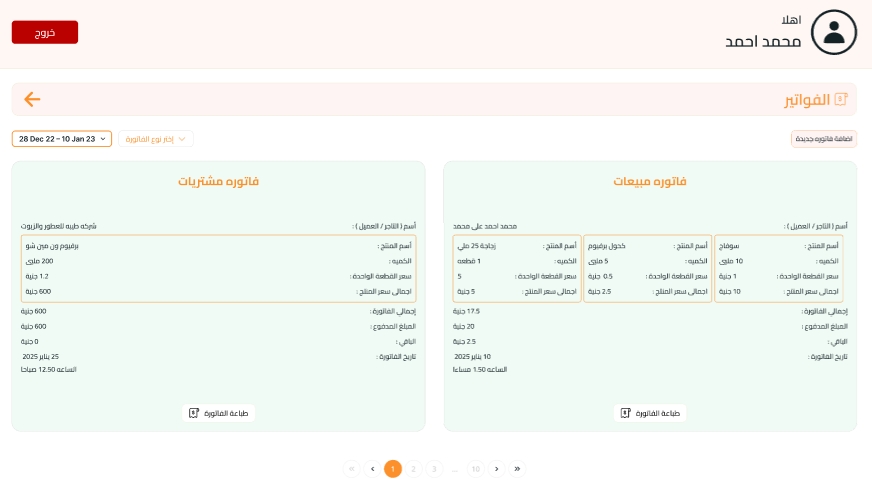 اهلا
محمد احمد
خروج
الفواتير
اضافة فاتوره جديدة
إختر نوع الفاتورة
28 Dec 22 – 10 Jan 23
فاتوره مبيعات
أسم ( التاجر / العميل ) : محمد احمد على محمد
أسم المنتج : سوفاج
الكميه : 10 مللى
سعر القطعة الواحدة : 1 جنية
اجمالى سعر المنتج : 10 جنية
أسم المنتج : كحول برفيوم
الكميه : 5 مللى
سعر القطعة الواحدة : 0.5 جنية
اجمالى سعر المنتج : 2.5 جنية
أسم المنتج : زجاجة 25 ملي
الكميه : 1 قطعه
سعر القطعة الواحدة : 5
اجمالى سعر المنتج : 5 جنية
إجمالي الفاتورة : 17.5 جنية
المبلغ المدفوع : 20 جنية
الباقي : 2.5 جنية
تاريخ الفاتورة : 10 يناير 2025
الساعه 1.50 مساءا
طباعة الفاتورة
فاتوره مشتريات
أسم ( التاجر / العميل ) : شركه طيبه للعطور والزيوت
أسم المنتج : برفيوم ون مين شو
الكميه : 200 مللى
سعر القطعة الواحدة : 1.2 جنية
اجمالى سعر المنتج : 600 جنية
إجمالي الفاتورة : 600 جنية
المبلغ المدفوع : 600 جنية
الباقي : 0 جنية
تاريخ الفاتورة : 25 يناير 2025
الساعه 12.50 صباحا
طباعة الفاتورة
« ‹ 1 2 3 ... 10 › »